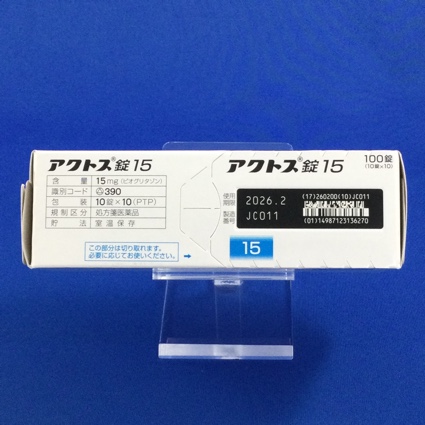 アクトス®錠15
含 量 15mg(ピオグリタゾン)
識別コード 390
包 装 10錠×10(PTP)
規制区分 処方箋医薬品
貯 法 室温保存
この部分は切り取れます。
必要に応じてお使いください。
アクトス®錠15
100錠
(10錠×10)
使用期限 2026.2
製造番号 JC011
(17)260200(10)JC011
(01)14987123136270
15